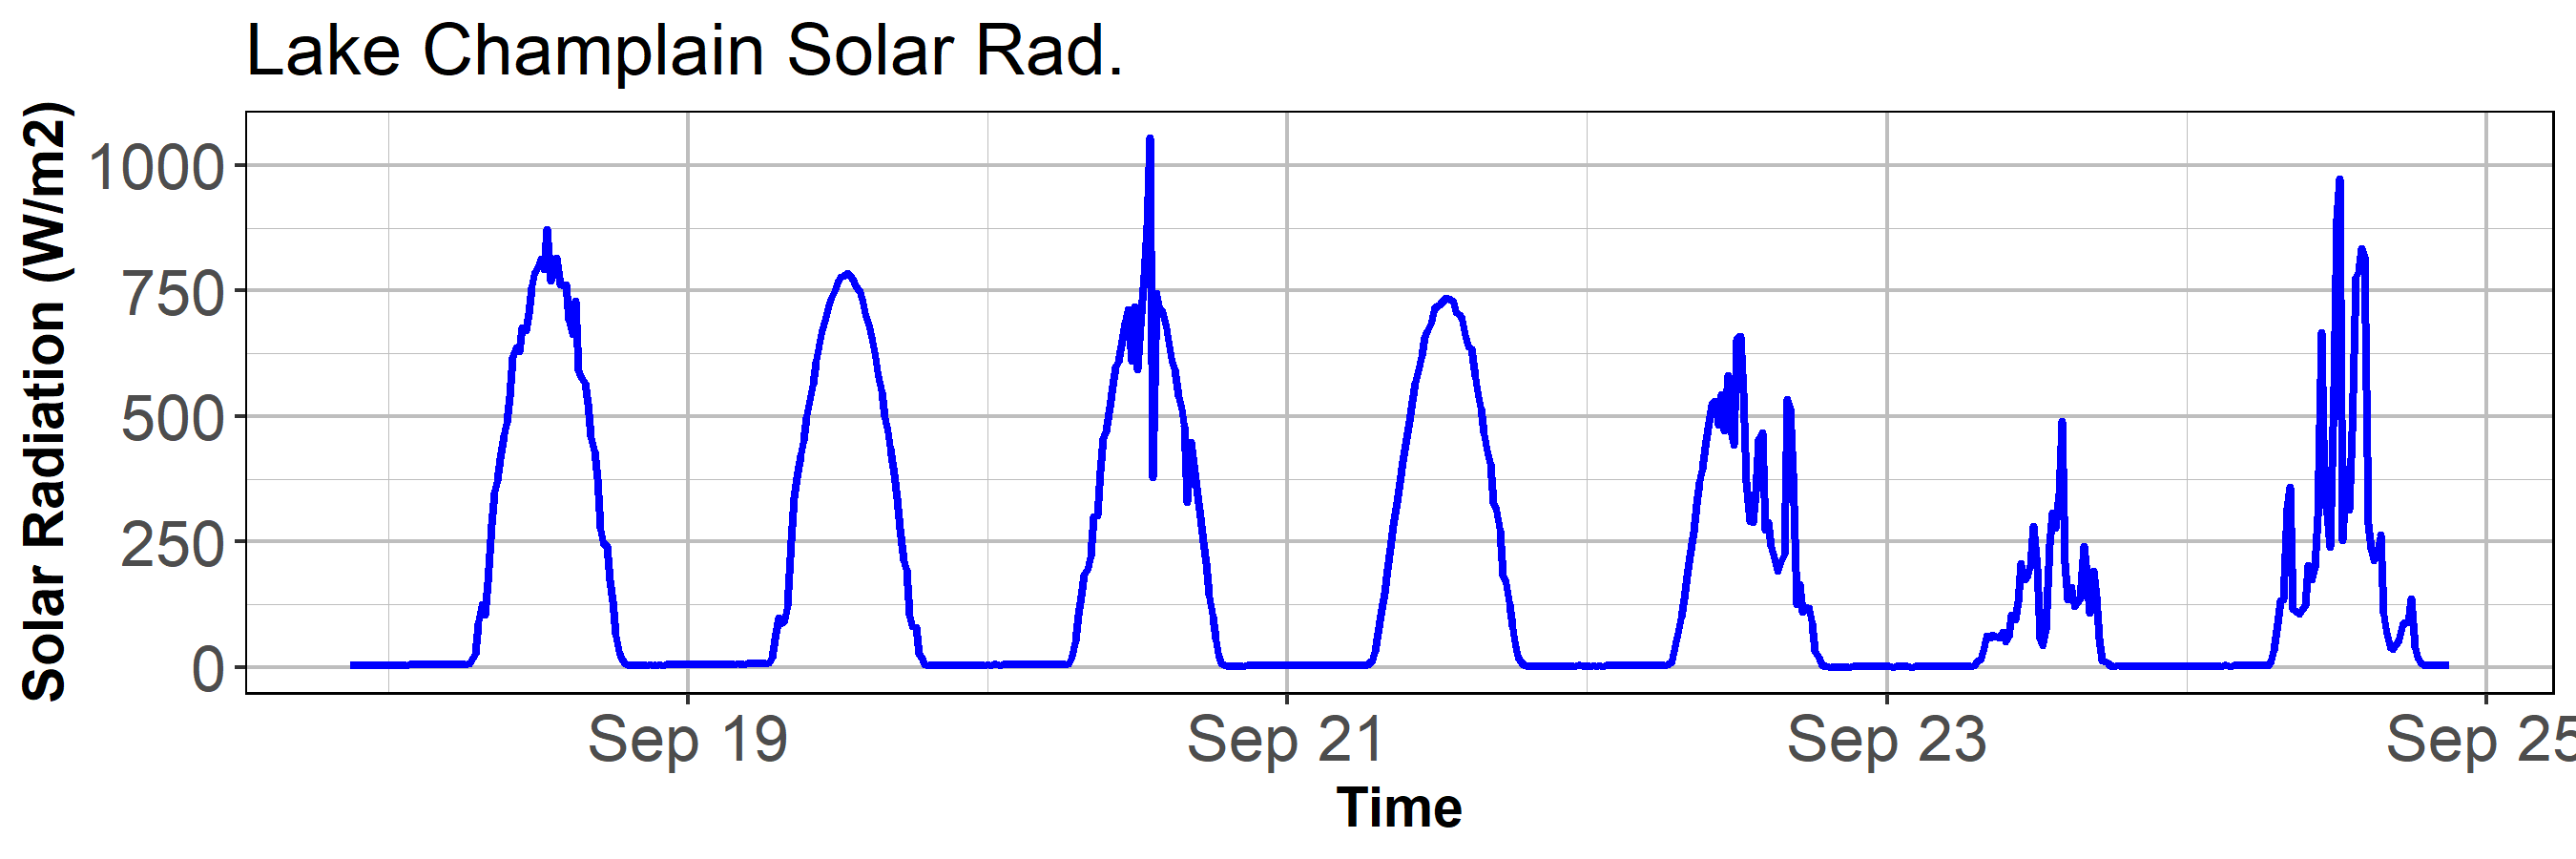 Lake Champlain Solar Rad.
Solar Radiation (W/m2)
1000
750
500
250
0
Sep 19 Sep 21 Sep 23 Sep 25
Time